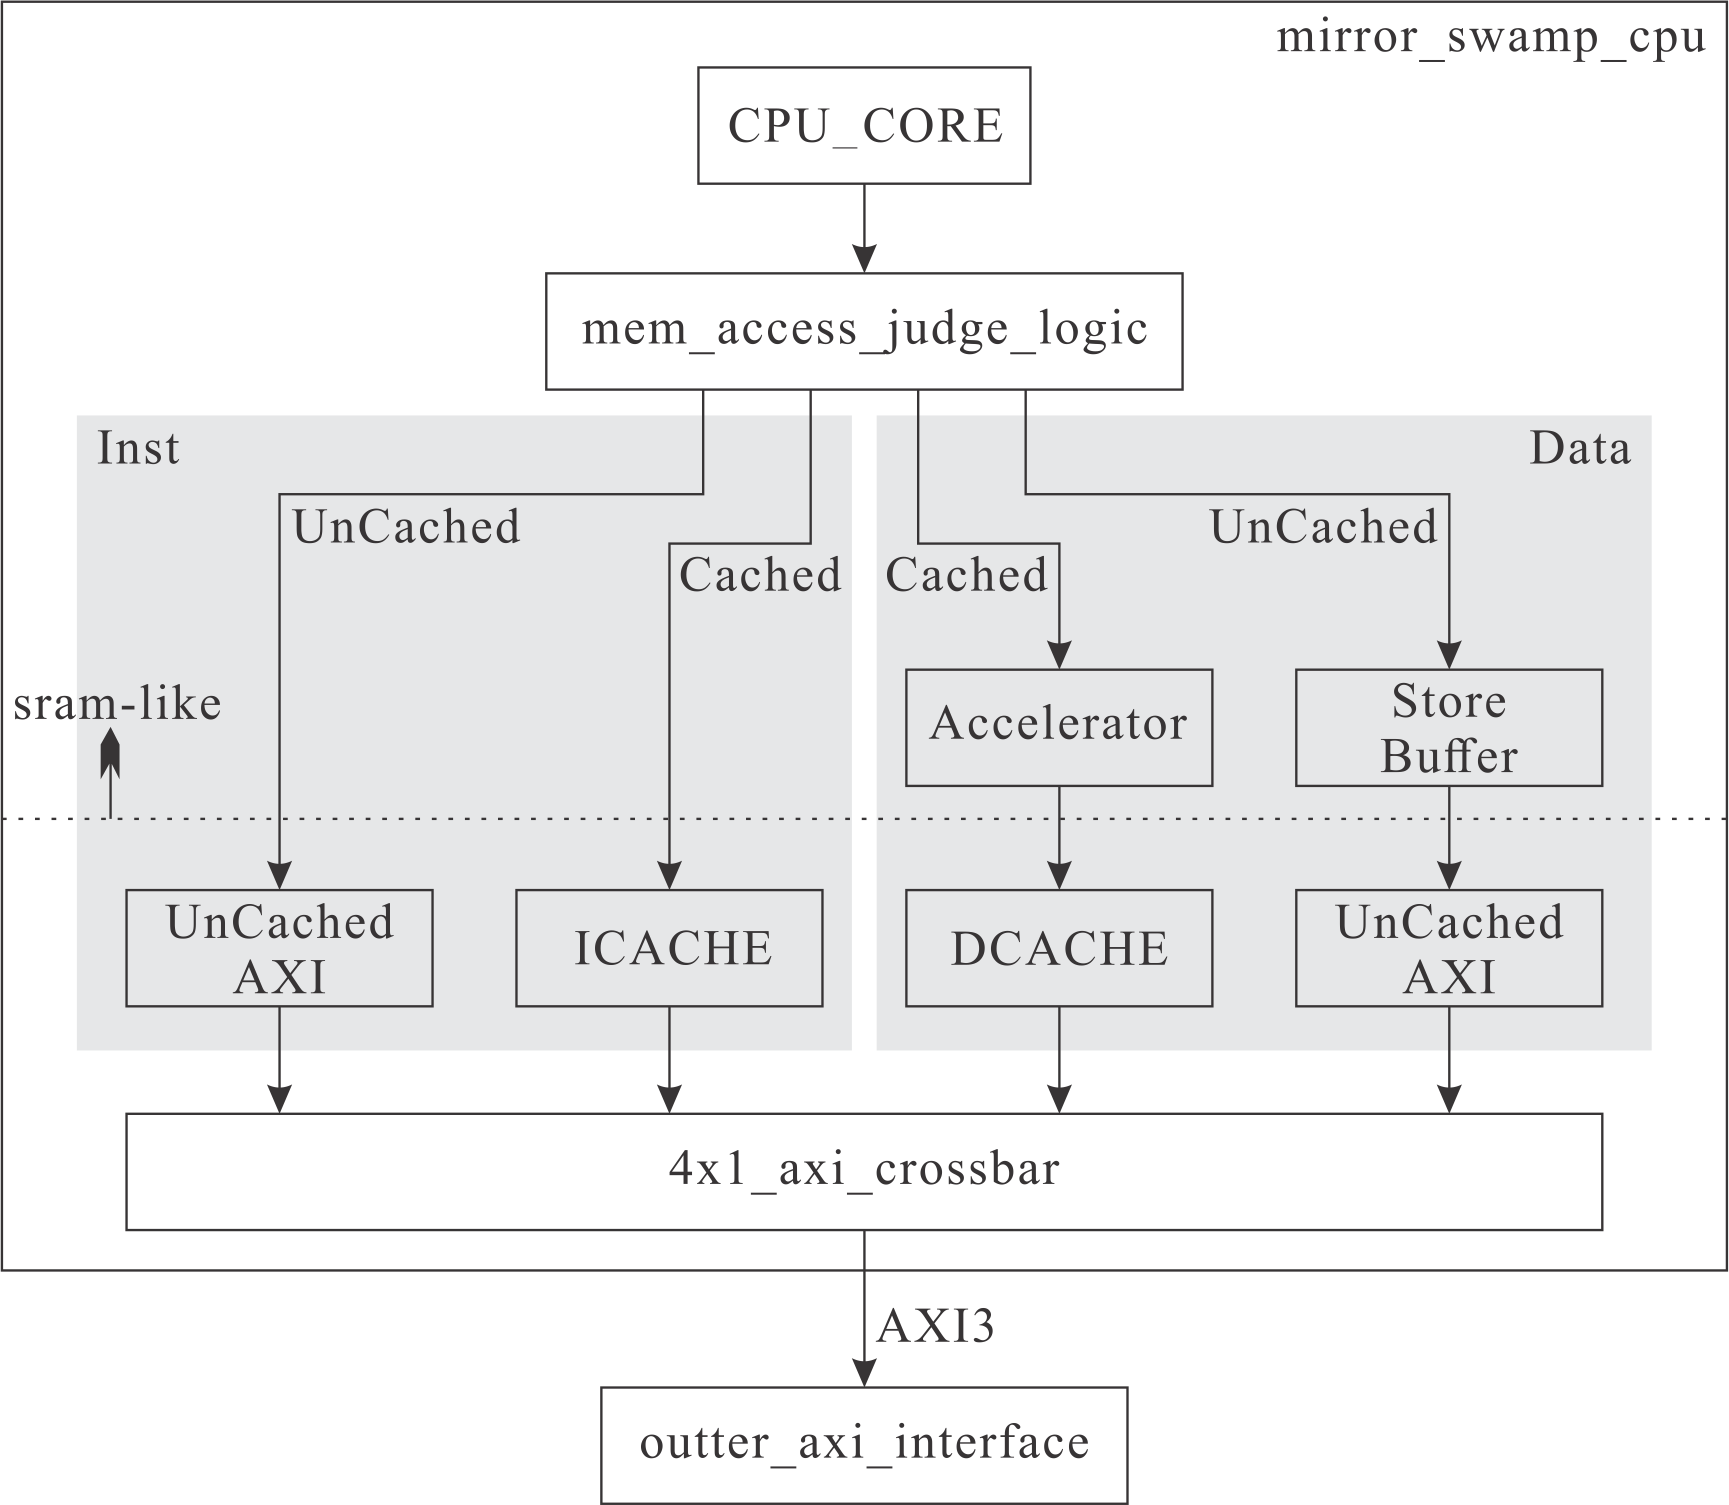 mirror_swamp_cpu
CPU_CORE
mem_access_judge_logic
Inst
Data
UnCached
UnCached
Cached
Cached
sram-like
Accelerator
Store
Buffer
UnCached
AXI
ICACHE
DCACHE
UnCached
AXI
4x1_axi_crossbar
AXI3
outter_axi_interface